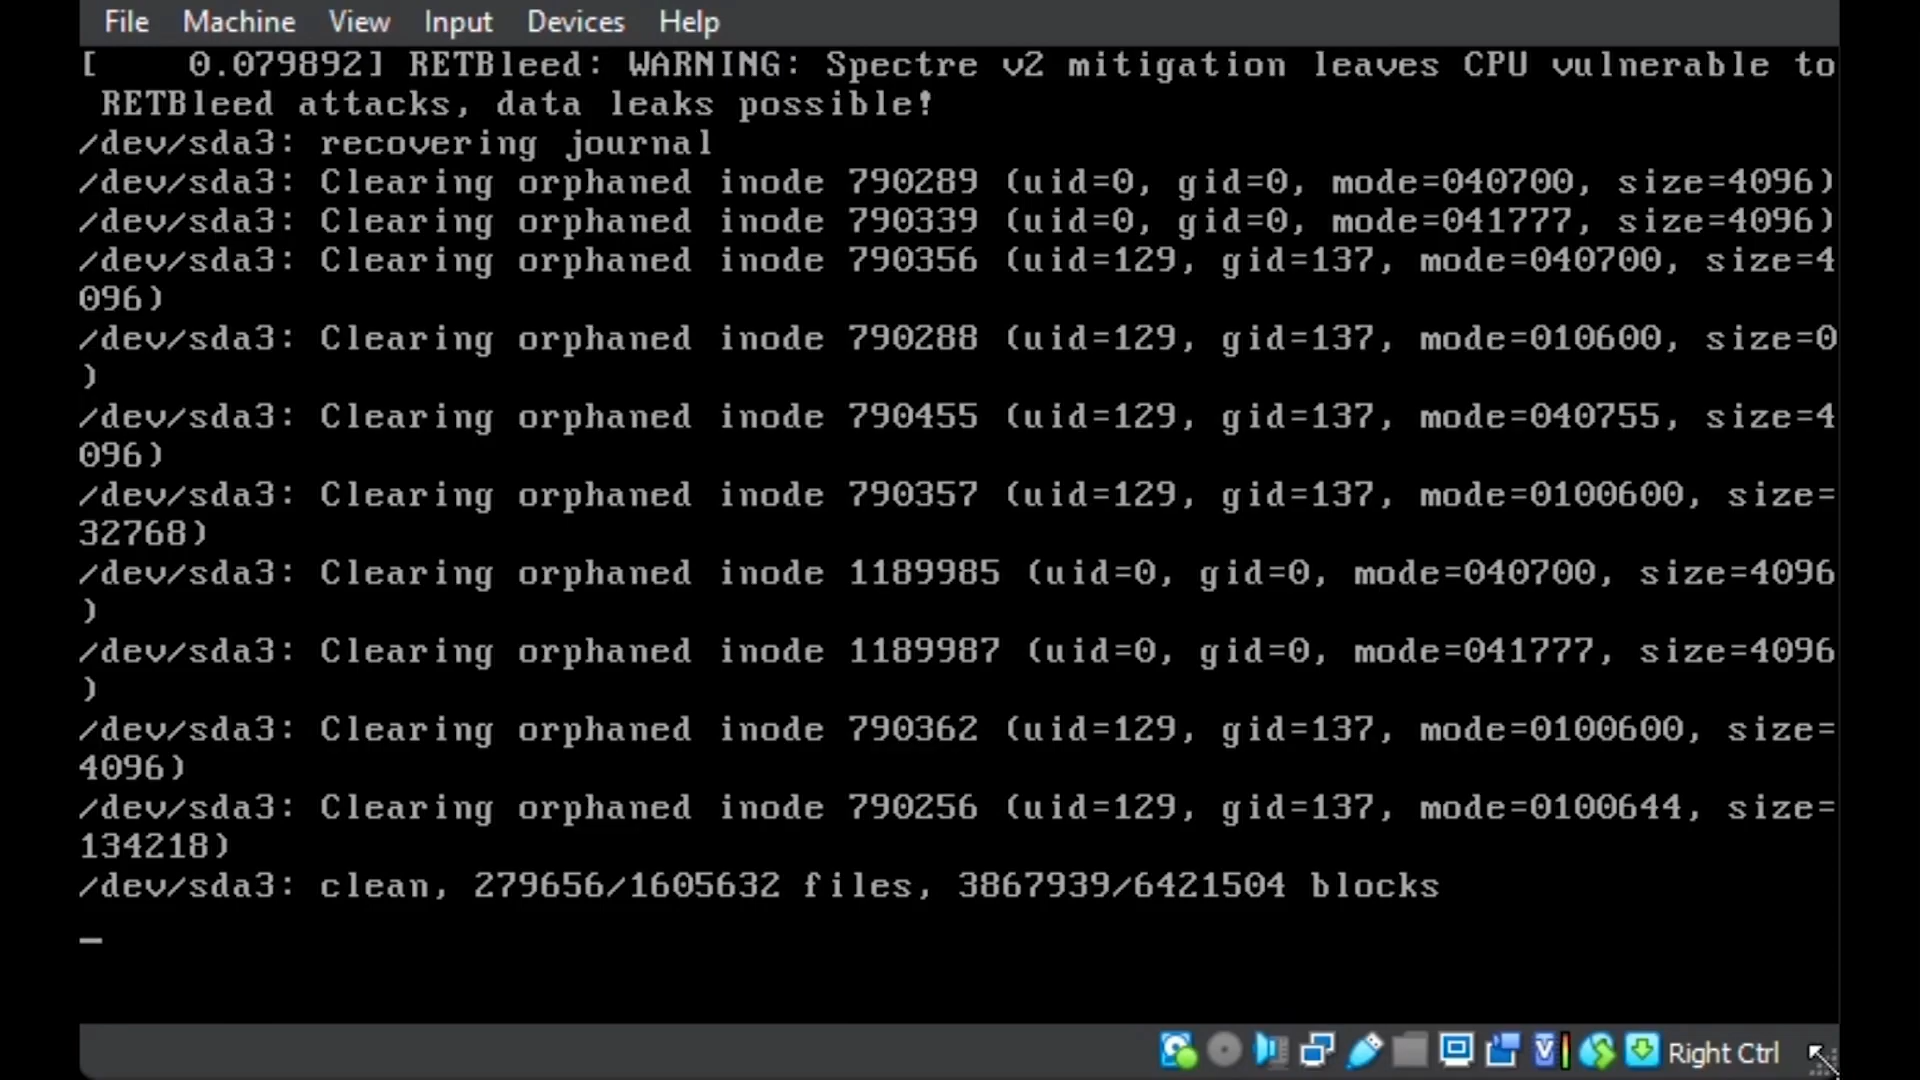 File Machine View Input Devices Help
[    0.079892] RETBleed: WARNING: Spectre v2 mitigation leaves CPU vulnerable to
 RETBleed attacks, data leaks possible!
/dev/sda3: recovering journal
/dev/sda3: Clearing orphaned inode 790289 (uid=0, gid=0, mode=040700, size=4096)
/dev/sda3: Clearing orphaned inode 790339 (uid=0, gid=0, mode=041777, size=4096)
/dev/sda3: Clearing orphaned inode 790356 (uid=129, gid=137, mode=040700, size=4
096)
/dev/sda3: Clearing orphaned inode 790288 (uid=129, gid=137, mode=010600, size=0
)
/dev/sda3: Clearing orphaned inode 790455 (uid=129, gid=137, mode=040755, size=4
096)
/dev/sda3: Clearing orphaned inode 790357 (uid=129, gid=137, mode=0100600, size=
32768)
/dev/sda3: Clearing orphaned inode 1189985 (uid=0, gid=0, mode=040700, size=4096
)
/dev/sda3: Clearing orphaned inode 1189987 (uid=0, gid=0, mode=041777, size=4096
)
/dev/sda3: Clearing orphaned inode 790362 (uid=129, gid=137, mode=0100600, size=
4096)
/dev/sda3: Clearing orphaned inode 790256 (uid=129, gid=137, mode=0100644, size=
134218)
/dev/sda3: clean, 279656/1605632 files, 3867939/6421504 blocks
_
Right Ctrl